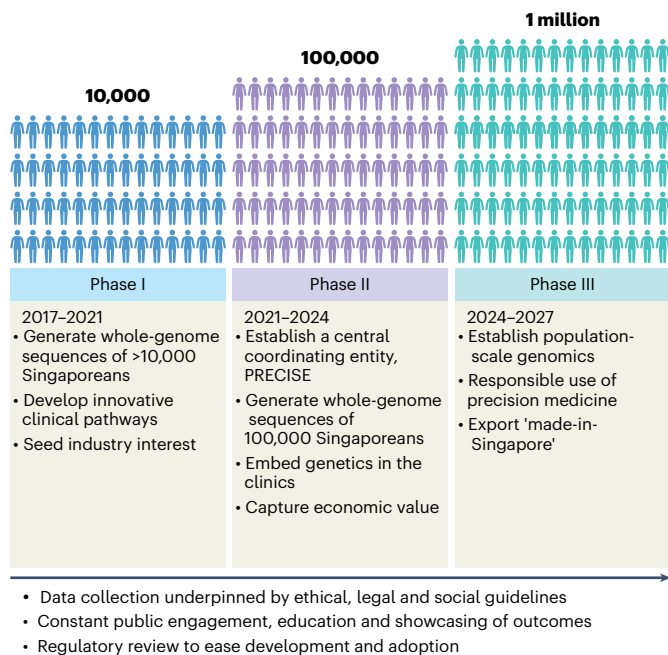 1 million
100,000
10,000
Phase I
Phase II
Phase III
2017–2021
• Generate whole-genome
sequences of >10,000
Singaporeans
• Develop innovative
clinical pathways
• Seed industry interest
2021–2024
• Establish a central
coordinating entity,
PRECISE
• Generate whole-genome
sequences of
100,000 Singaporeans
• Embed genetics in the
clinics
• Capture economic value
2024–2027
• Establish population-
scale genomics
• Responsible use of
precision medicine
• Export 'made-in-
Singapore'
• Data collection underpinned by ethical, legal and social guidelines
• Constant public engagement, education and showcasing of outcomes
• Regulatory review to ease development and adoption